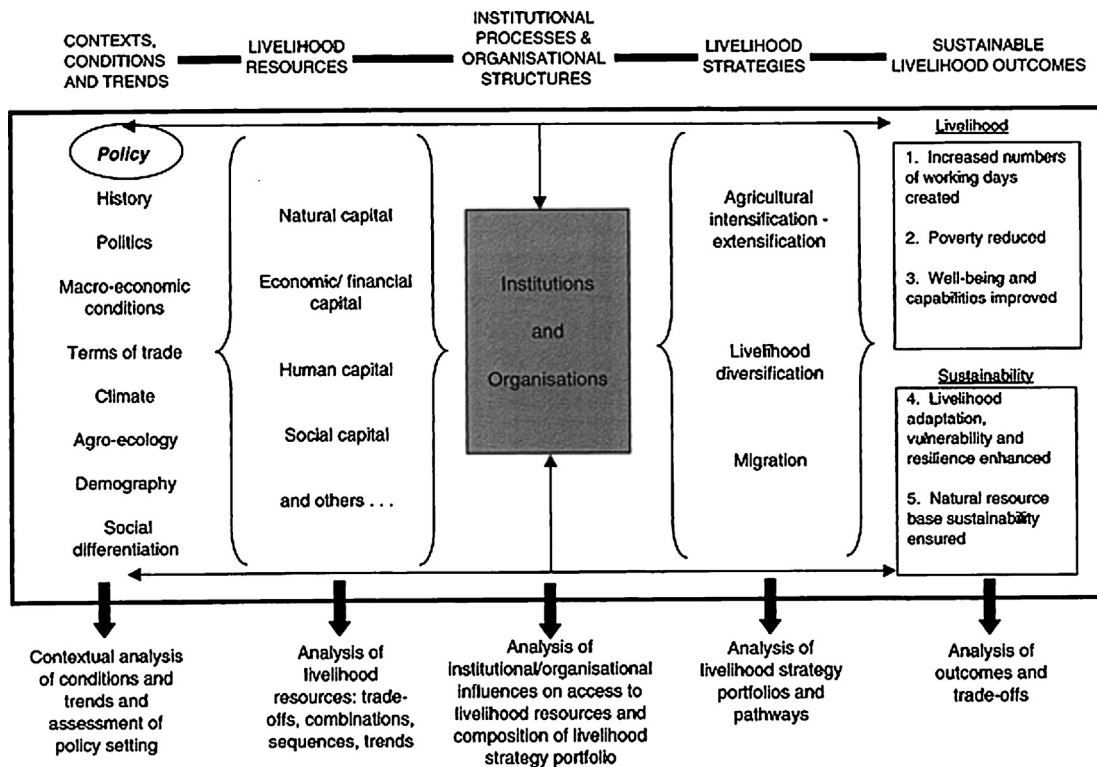 CONTEXTS,
CONDITIONS
AND TRENDS
LIVELIHOOD
RESOURCES
INSTITUTIONAL
PROCESSES &
ORGANISATIONAL
STRUCTURES
LIVELIHOOD
STRATEGIES
SUSTAINABLE
LIVELIHOOD OUTCOMES
Policy
History
Politics
Macro-economic
conditions
Terms of trade
Climate
Agro-ecology
Demography
Social
differentiation
Natural capital
Economic/ financial
capital
Human capital
Social capital
and others . . .
Institutions
and
Organisations
Agricultural
intensification -
extensification
Livelihood
diversification
Migration
Livelihood
1. Increased numbers
of working days
created
2. Poverty reduced
3. Well-being and
capabilities improved
Sustainability
4. Livelihood
adaptation,
vulnerability and
resilience enhanced
5. Natural resource
base sustainability
ensured
Contextual analysis
of conditions and
trends and
assessment of
policy setting
Analysis of
livelihood
resources: trade-
offs, combinations,
sequences, trends
Analysis of
institutional/organisational
influences on access to
livelihood resources and
composition of livelihood
strategy portfolio
Analysis of
livelihood strategy
portfolios and
pathways
Analysis of
outcomes and
trade-offs